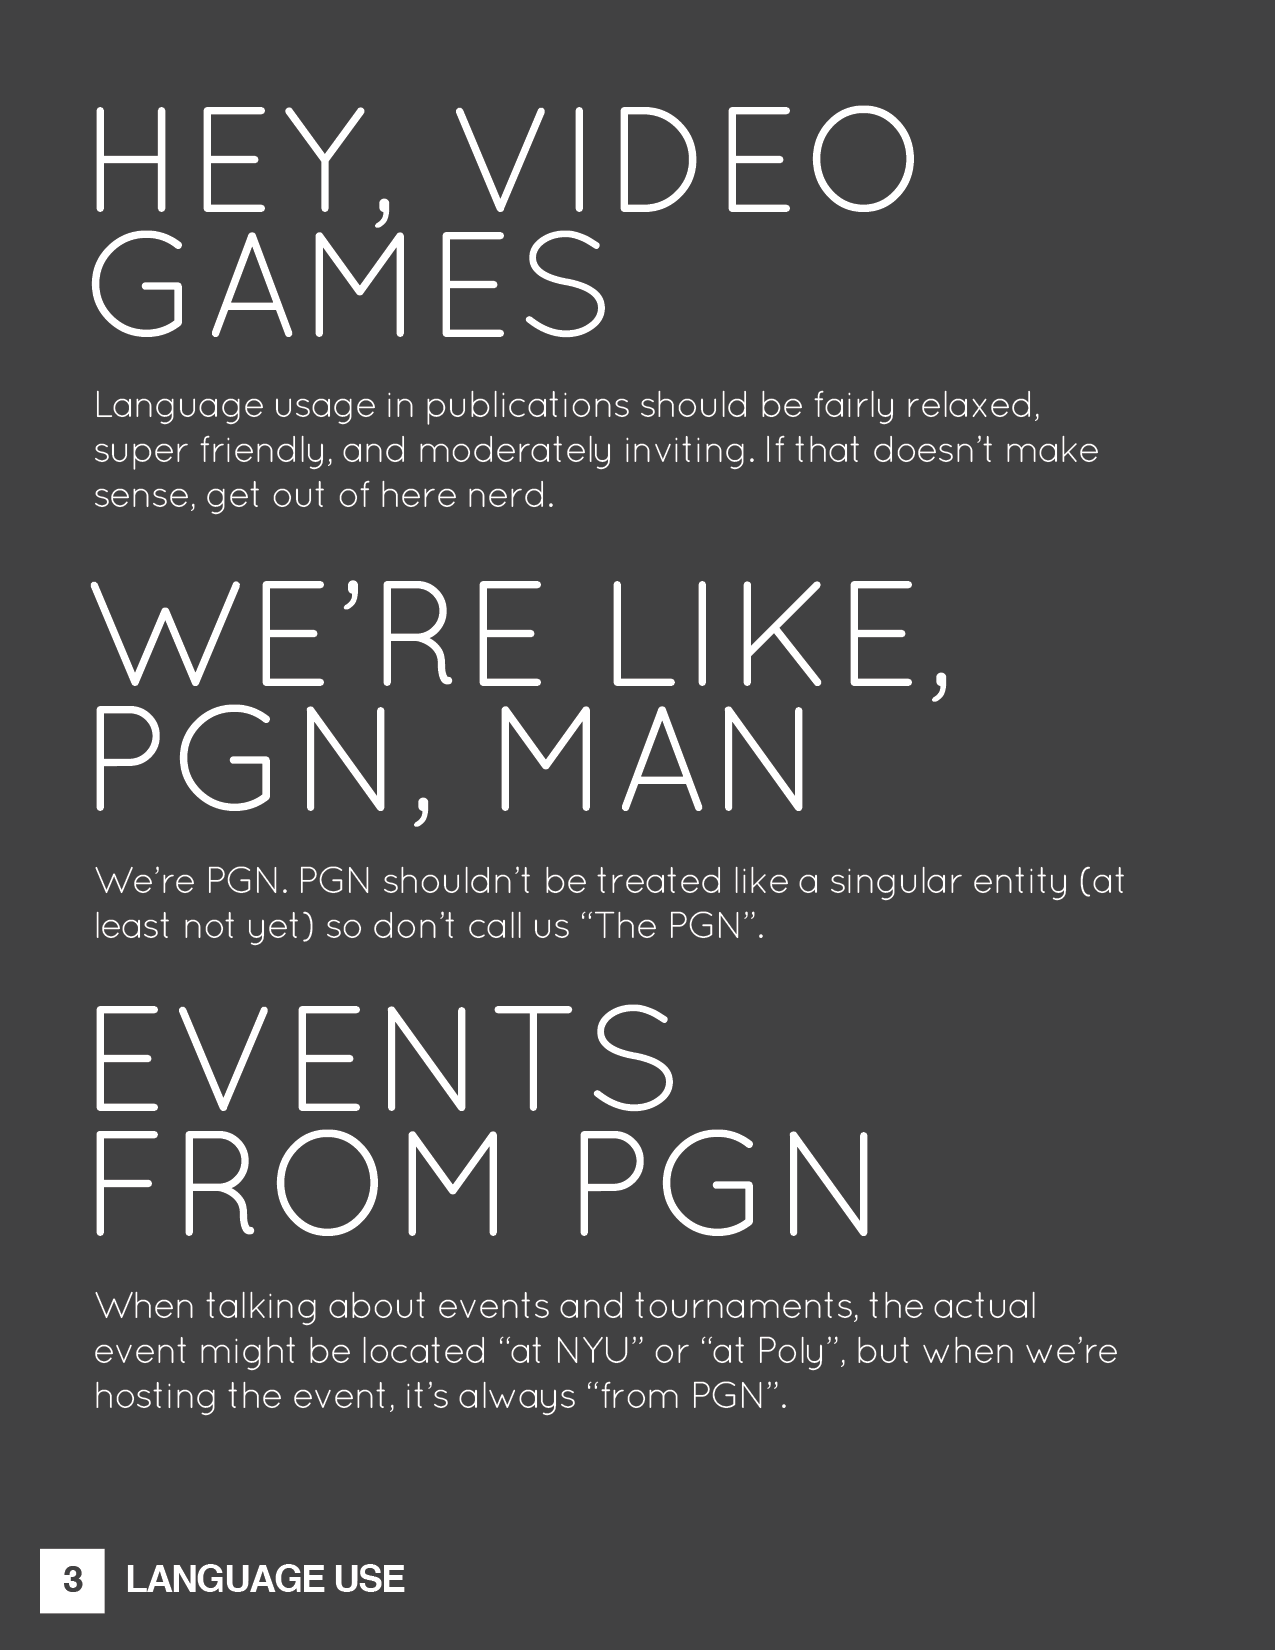 HEY, VIDEO
GAMES
Language usage in publications should be fairly relaxed,
super friendly, and moderately inviting. If that doesn’t make
sense, get out of here nerd.
WE’RE LIKE,
PGN, MAN
We’re PGN. PGN shouldn’t be treated like a singular entity (at
least not yet) so don’t call us “The PGN”.
EVENTS
FROM PGN
When talking about events and tournaments, the actual
event might be located “at NYU” or “at Poly”, but when we’re
hosting the event, it’s always “from PGN”.
3 LANGUAGE USE